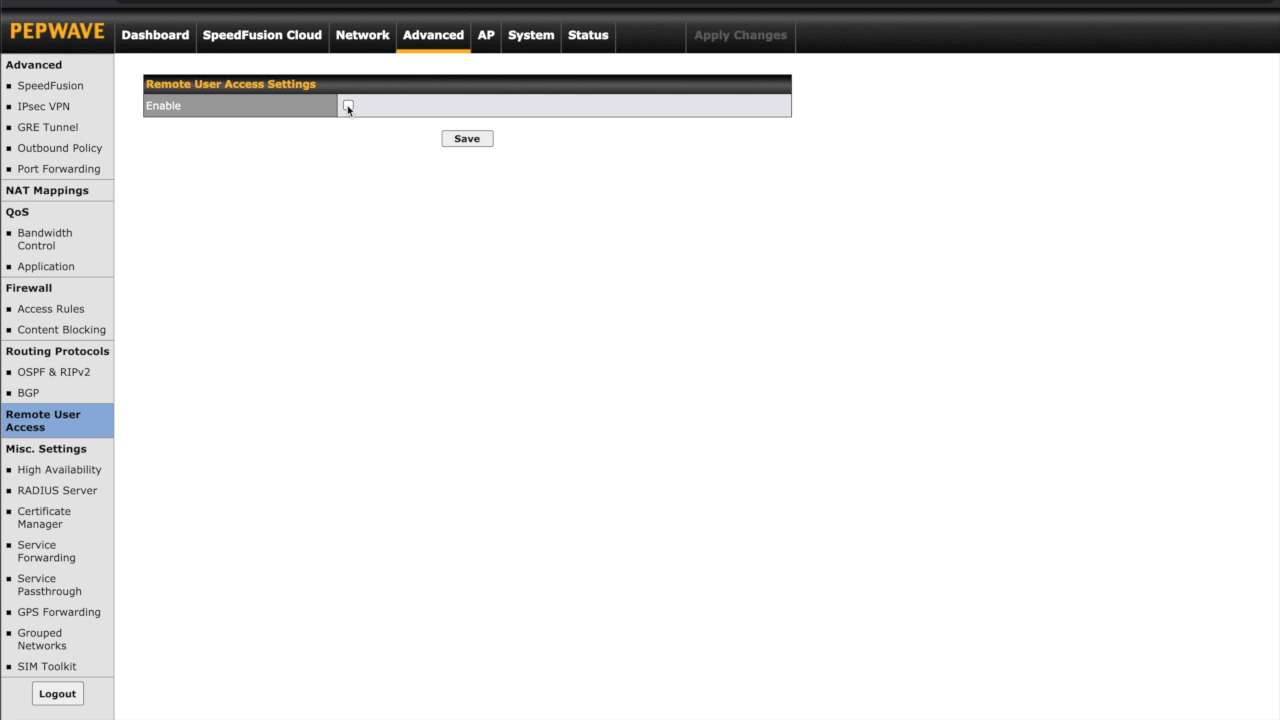 PEPWAVE
Dashboard
SpeedFusion Cloud
Network
Advanced
AP
System
Status
Apply Changes
Advanced
SpeedFusion
IPsec VPN
GRE Tunnel
Outbound Policy
Port Forwarding
NAT Mappings
QoS
Bandwidth
Control
Application
Firewall
Access Rules
Content Blocking
Routing Protocols
OSPF & RIPv2
BGP
Remote User
Access
Misc. Settings
High Availability
RADIUS Server
Certificate
Manager
Service
Forwarding
Service
Passthrough
GPS Forwarding
Grouped
Networks
SIM Toolkit
Logout
Remote User Access Settings
Enable
Save